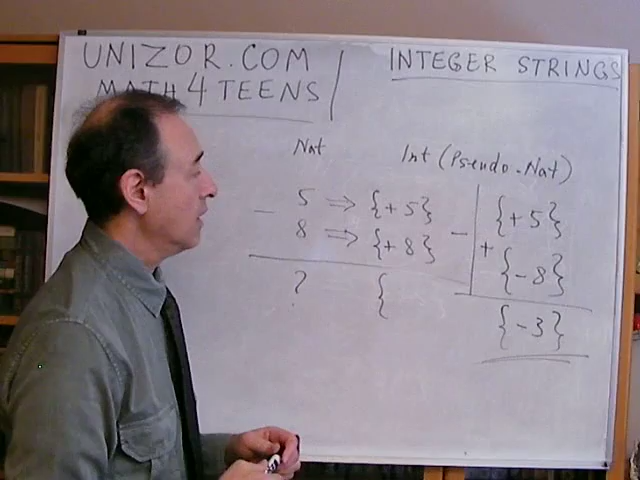 UNIZOR.COM
MATH 4 TEENS
INTEGER STRINGS
Nat Int (Pseudo-Nat)
5 ⇒ {+5} {+5}
− 8 ⇒ {+8} − + {-8}
? { {-3}